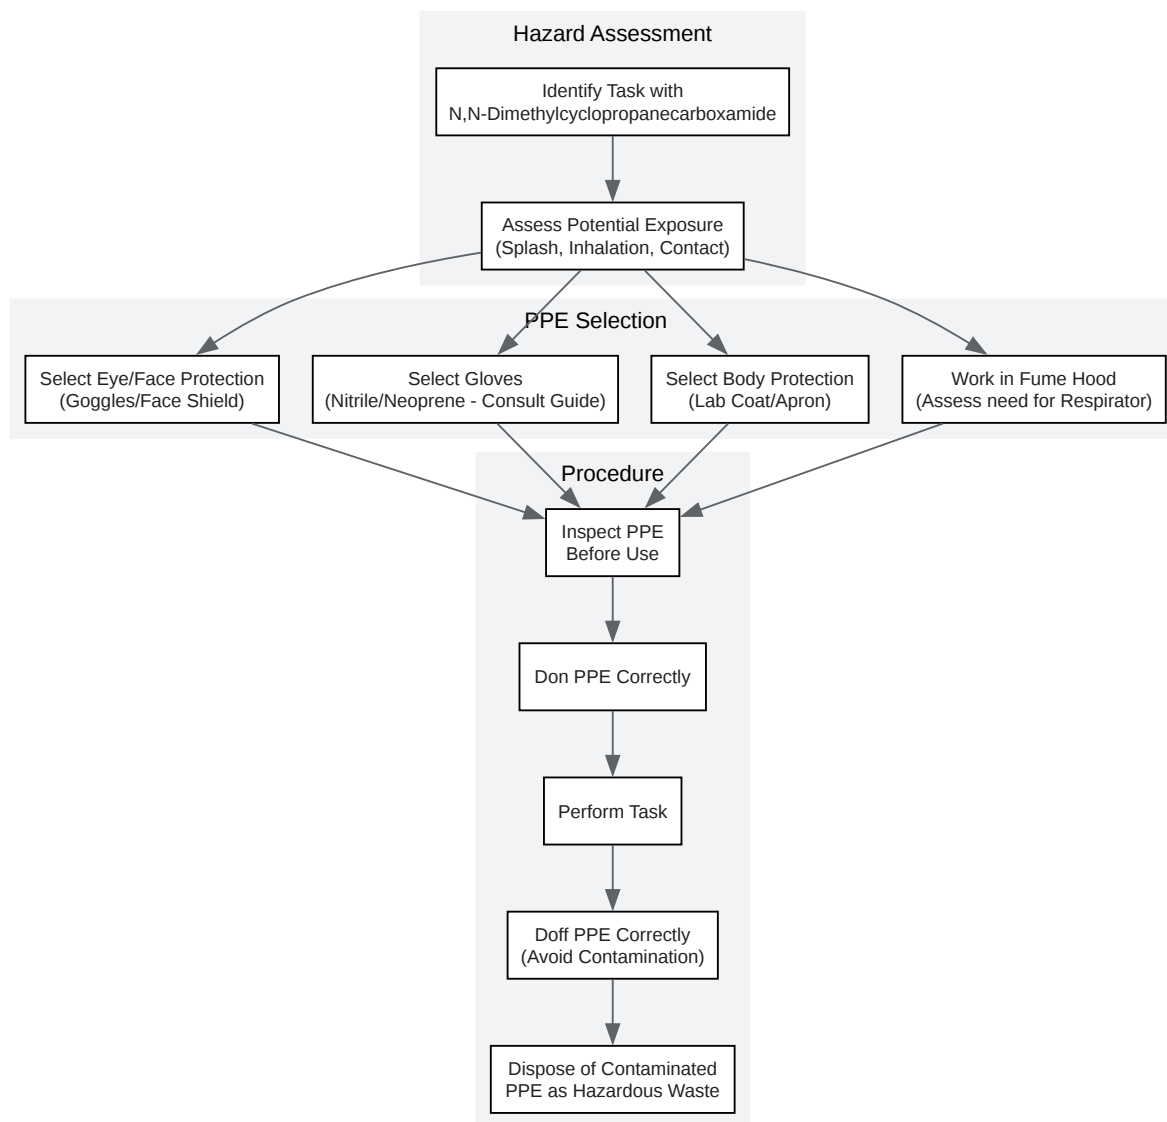 Hazard Assessment
Identify Task with
N,N-Dimethylcyclopropanecarboxamide
Assess Potential Exposure
(Splash, Inhalation, Contact)
PPE Selection
Select Eye/Face Protection
(Goggles/Face Shield)
Select Gloves
(Nitrile/Neoprene - Consult Guide)
Select Body Protection
(Lab Coat/Apron)
Work in Fume Hood
(Assess need for Respirator)
Procedure
Inspect PPE
Before Use
Don PPE Correctly
Perform Task
Doff PPE Correctly
(Avoid Contamination)
Dispose of Contaminated
PPE as Hazardous Waste